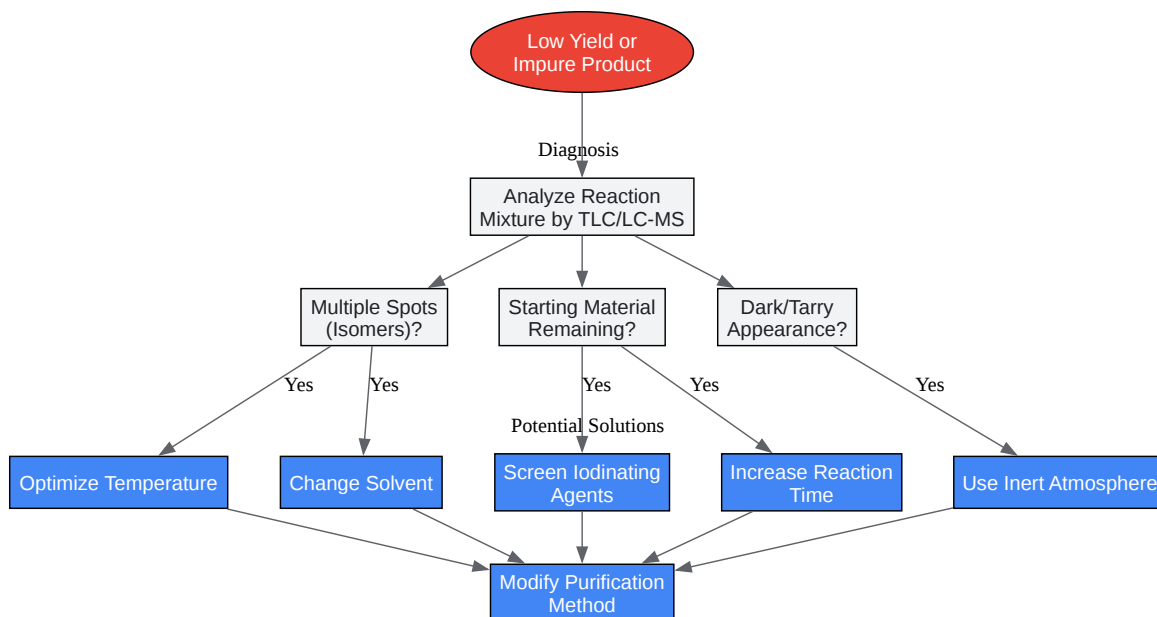 Low Yield or
Impure Product
Diagnosis
Analyze Reaction
Mixture by TLC/LC-MS
Multiple Spots
(Isomers)?
Starting Material
Remaining?
Dark/Tarry
Appearance?
Yes
Yes
Yes
Yes
Yes
Potential Solutions
Optimize Temperature
Change Solvent
Screen Iodinating
Agents
Increase Reaction
Time
Use Inert Atmosphere
Modify Purification
Method